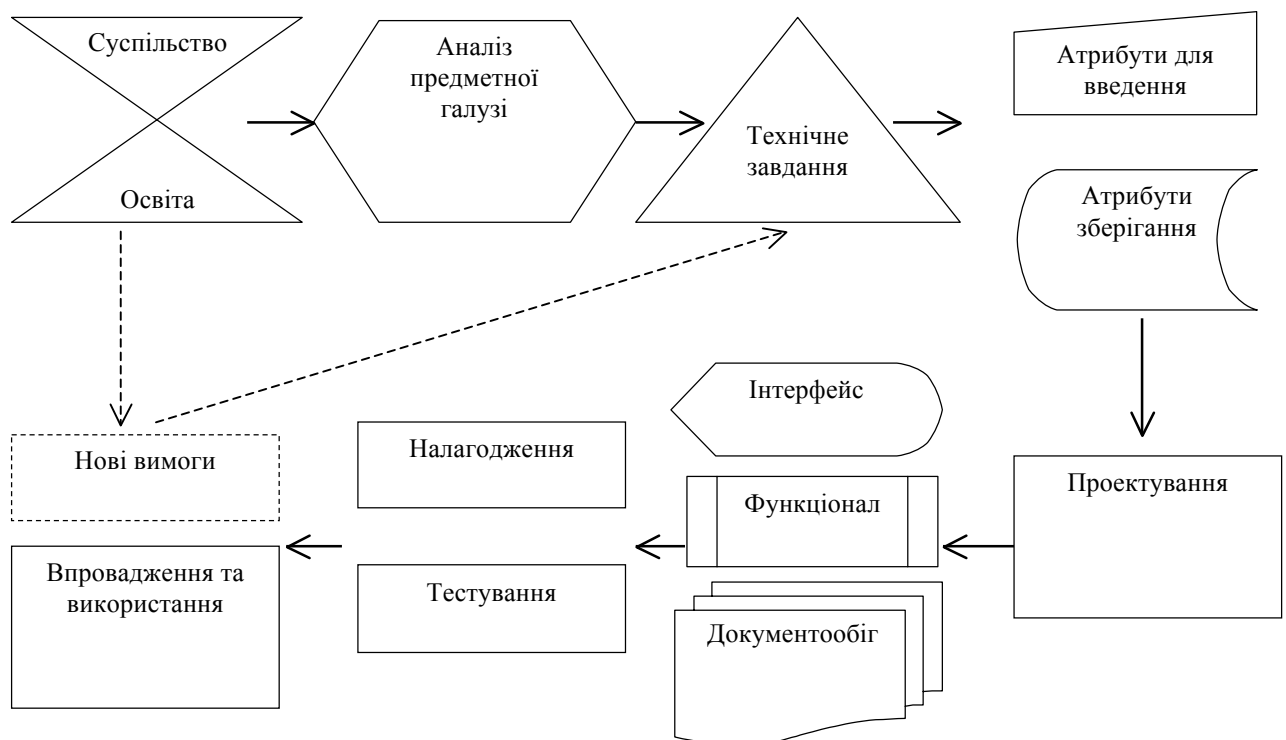 Суспільство
Освіта
Аналіз
предметної
галузі
Технічне
завдання
Атрибути для
введення
Атрибути
зберігання
Інтерфейс
Налагодження
Нові вимоги
Функціонал
Проектування
Впровадження та
використання
Тестування
Документообіг